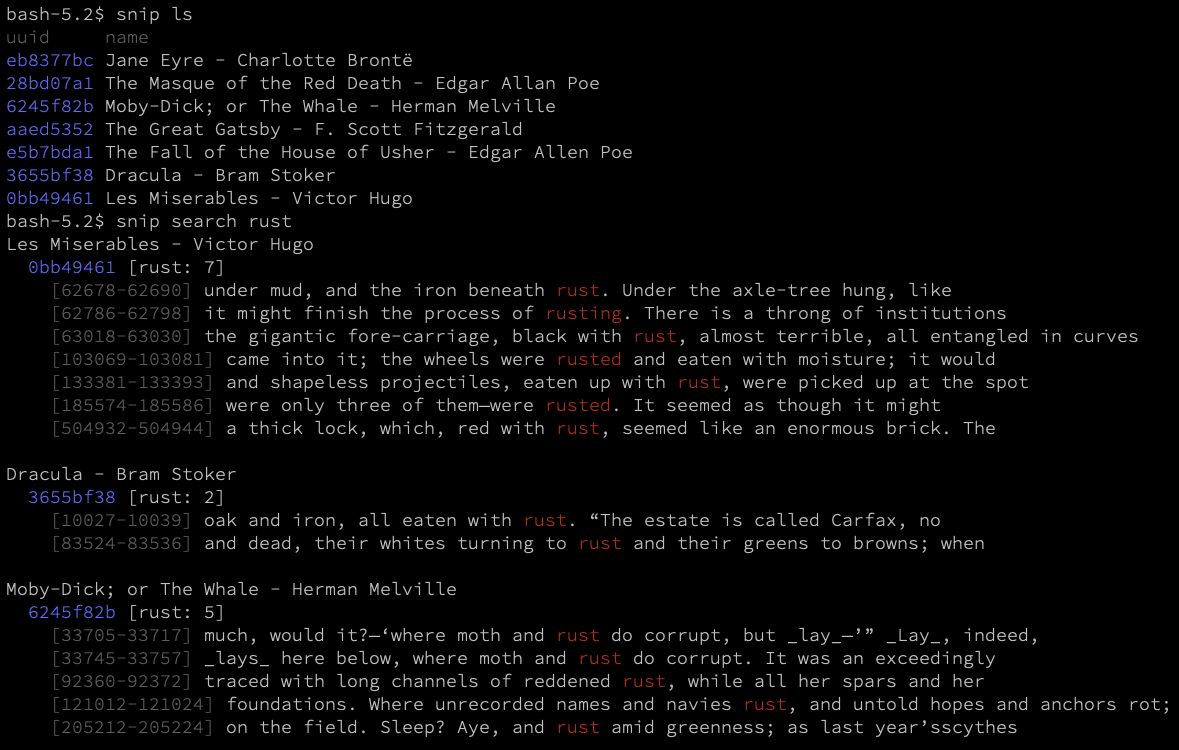 bash-5.2$ snip ls
uuid     name
eb8377bc Jane Eyre - Charlotte Brontë
28bd07a1 The Masque of the Red Death - Edgar Allan Poe
6245f82b Moby-Dick; or The Whale - Herman Melville
aaed5352 The Great Gatsby - F. Scott Fitzgerald
e5b7bda1 The Fall of the House of Usher - Edgar Allen Poe
3655bf38 Dracula - Bram Stoker
0bb49461 Les Miserables - Victor Hugo
bash-5.2$ snip search rust
Les Miserables - Victor Hugo
  0bb49461 [rust: 7]
    [62678-62690] under mud, and the iron beneath rust. Under the axle-tree hung, like
    [62786-62798] it might finish the process of rusting. There is a throng of institutions
    [63018-63030] the gigantic fore-carriage, black with rust, almost terrible, all entangled in curves
    [103069-103081] came into it; the wheels were rusted and eaten with moisture; it would
    [133381-133393] and shapeless projectiles, eaten up with rust, were picked up at the spot
    [185574-185586] were only three of them—were rusted. It seemed as though it might
    [504932-504944] a thick lock, which, red with rust, seemed like an enormous brick. The

Dracula - Bram Stoker
  3655bf38 [rust: 2]
    [10027-10039] oak and iron, all eaten with rust. “The estate is called Carfax, no
    [83524-83536] and dead, their whites turning to rust and their greens to browns; when

Moby-Dick; or The Whale - Herman Melville
  6245f82b [rust: 5]
    [33705-33717] much, would it?—‘where moth and rust do corrupt, but _lay_—’” _Lay_, indeed,
    [33745-33757] _lays_ here below, where moth and rust do corrupt. It was an exceedingly
    [92360-92372] traced with long channels of reddened rust, while all her spars and her
    [121012-121024] foundations. Where unrecorded names and navies rust, and untold hopes and anchors rot;
    [205212-205224] on the field. Sleep? Aye, and rust amid greenness; as last year’sscythes